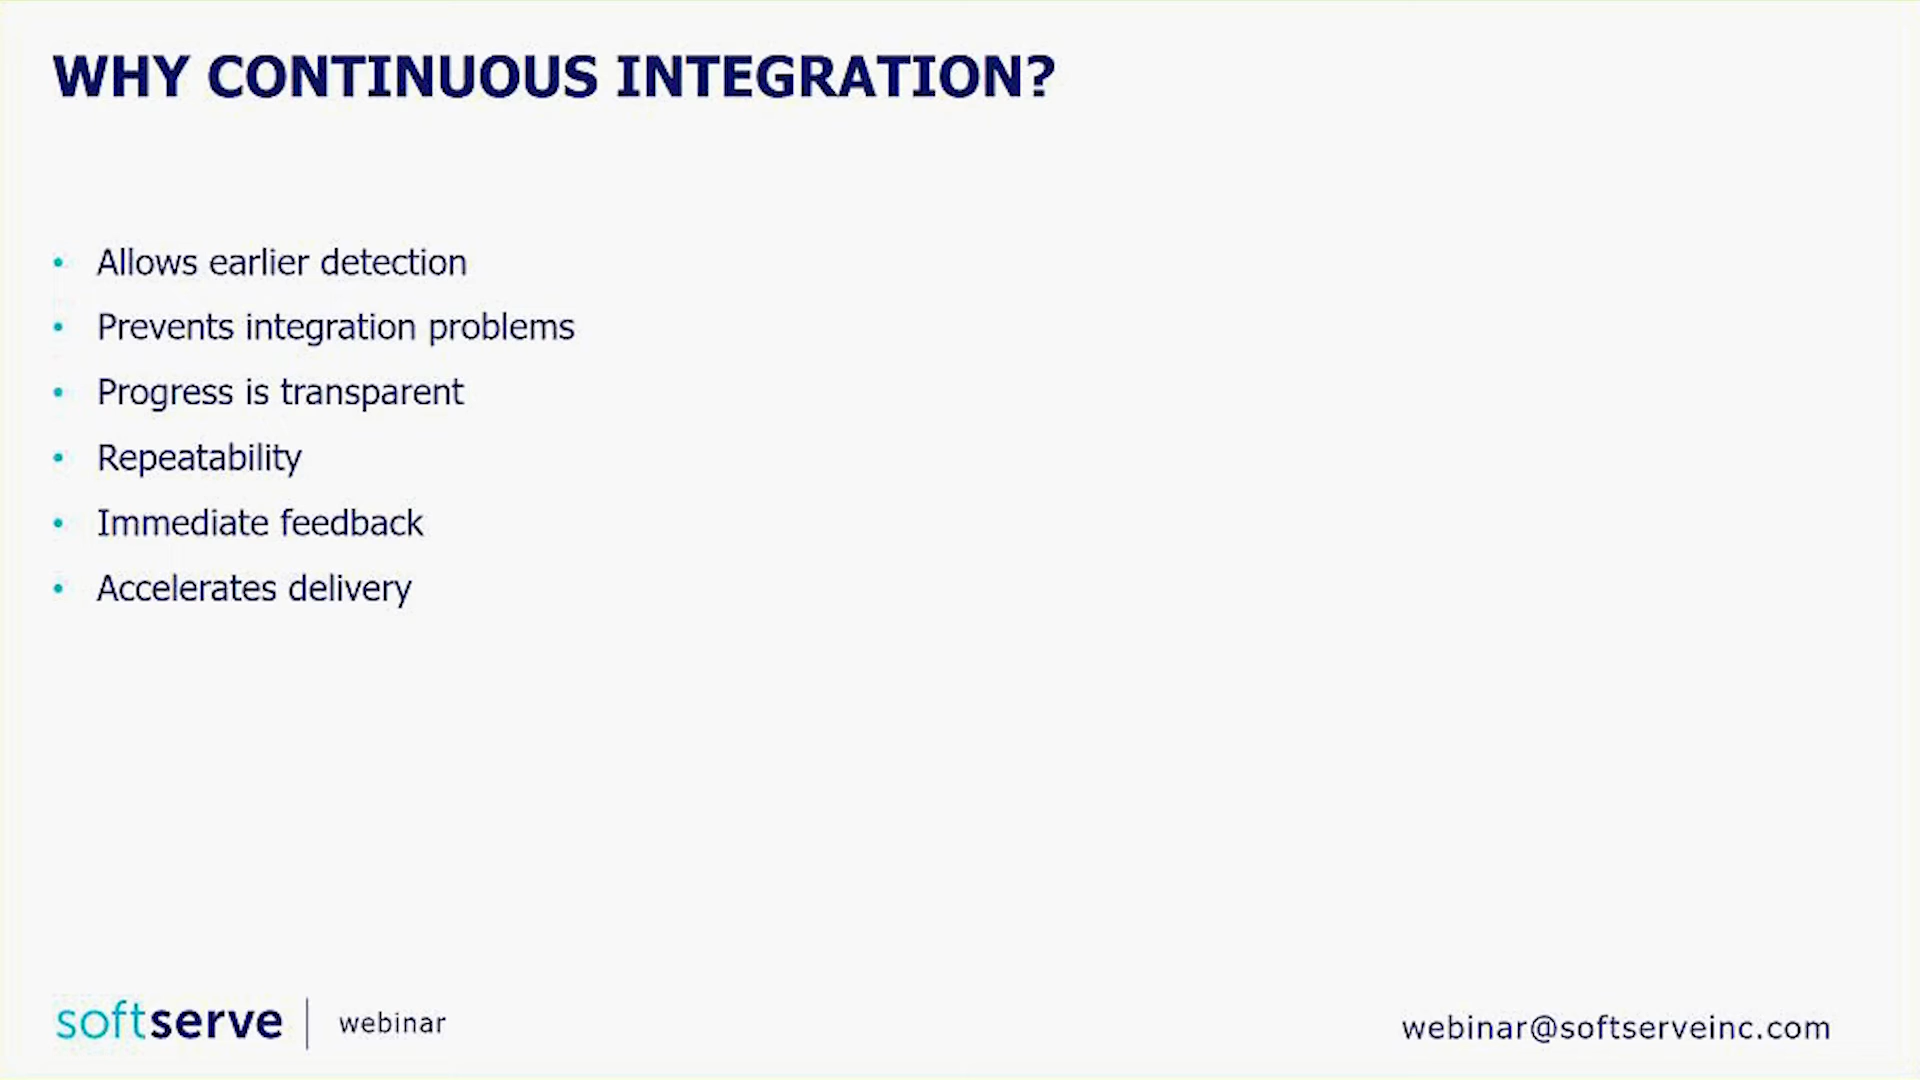 WHY CONTINUOUS INTEGRATION?
• Allows earlier detection
• Prevents integration problems
• Progress is transparent
• Repeatability
• Immediate feedback
• Accelerates delivery
softserve | webinar
webinar@softserveinc.com